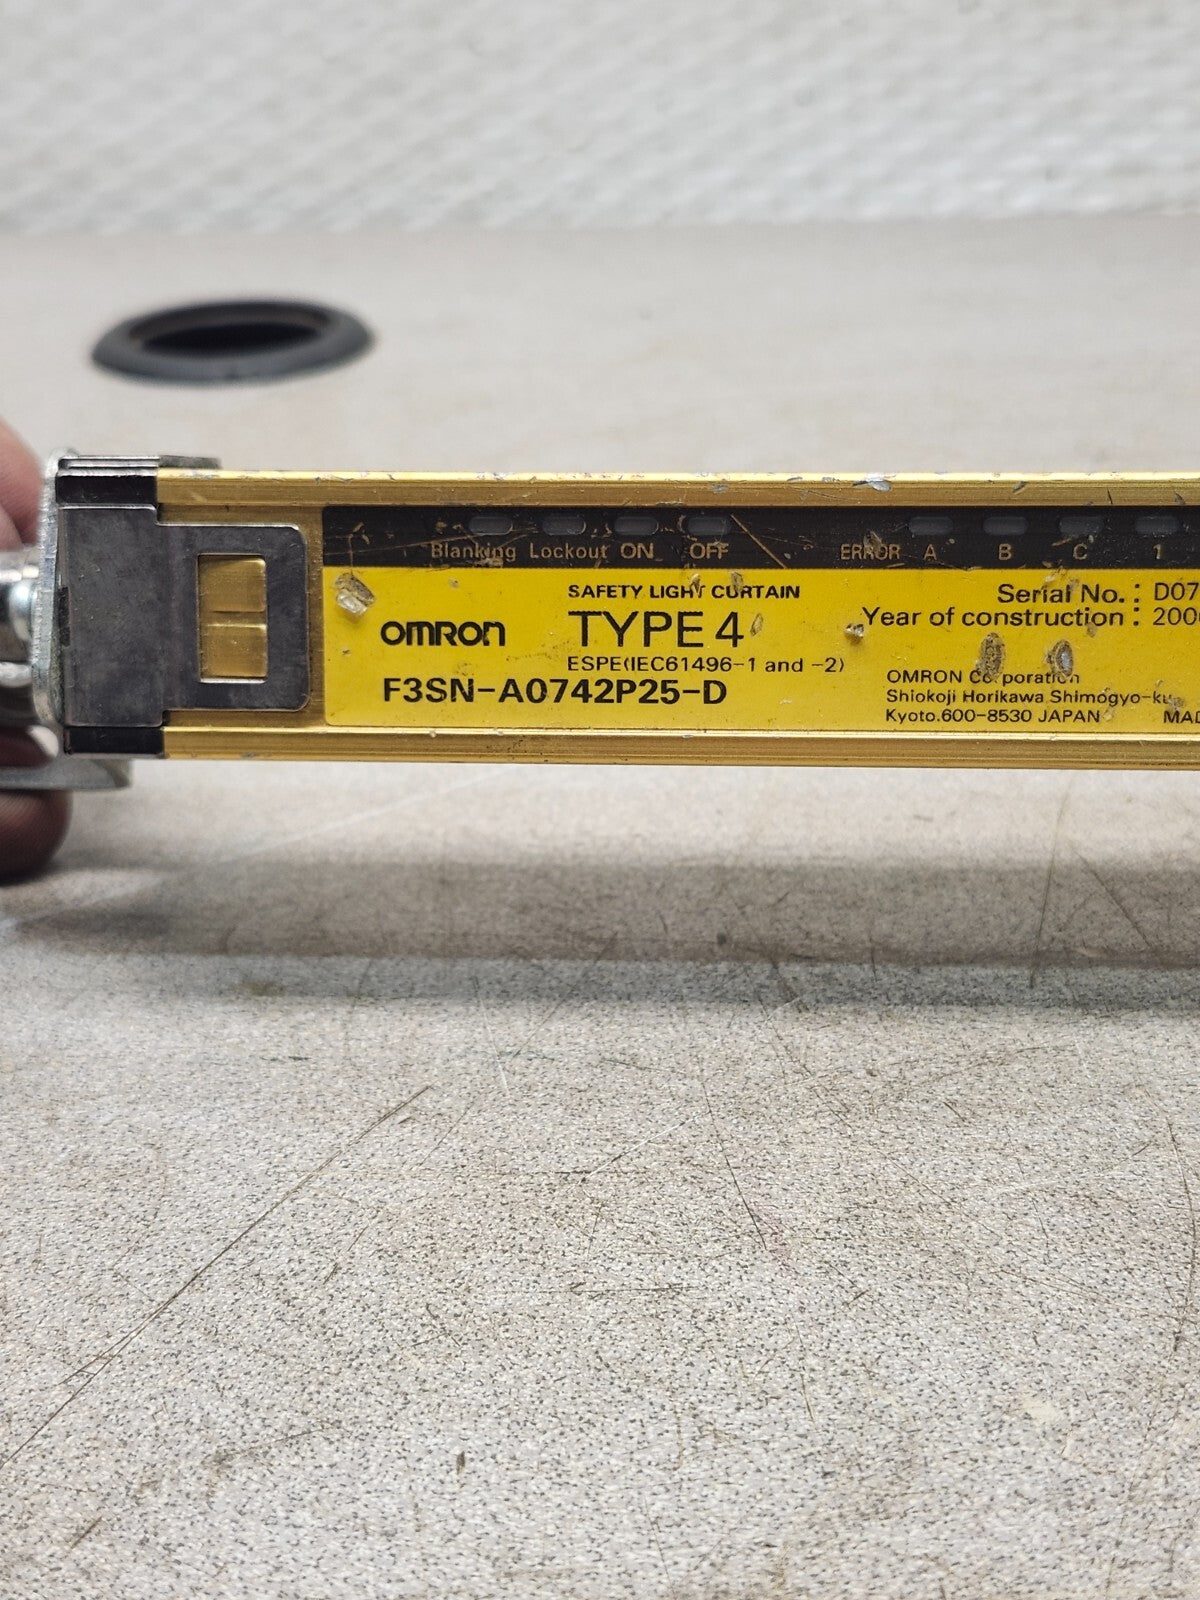 Blanking Lockout ON OFF ERROR A B C 1
SAFETY LIGHT CURTAIN
OMRON TYPE 4
ESPE(IEC61496-1 and -2)
F3SN-A0742P25-D
Serial No. : D07
Year of construction : 200
OMRON Corporation
Shiokoji Horikawa Shimogyo-ku
Kyoto.600-8530 JAPAN